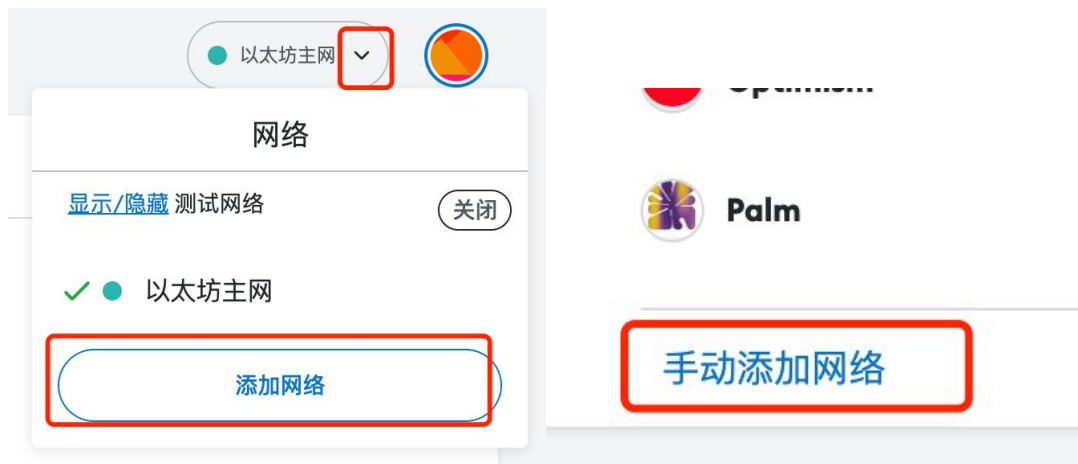 以太坊主网
网络
显示/隐藏 测试网络
关闭
以太坊主网
添加网络
Optimism
Palm
手动添加网络